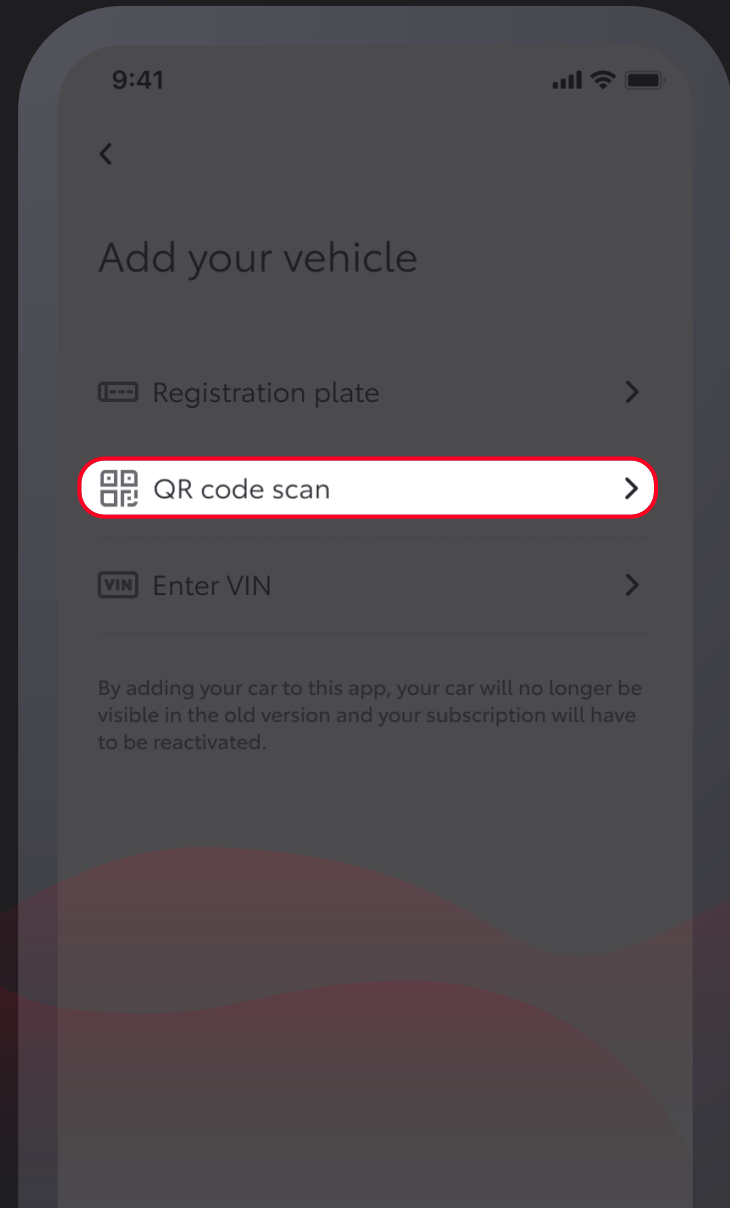 9:41
Add your vehicle
Registration plate
QR code scan
VIN Enter VIN
By adding your car to this app, your car will no longer be
visible in the old version and your subscription will have
to be reactivated.